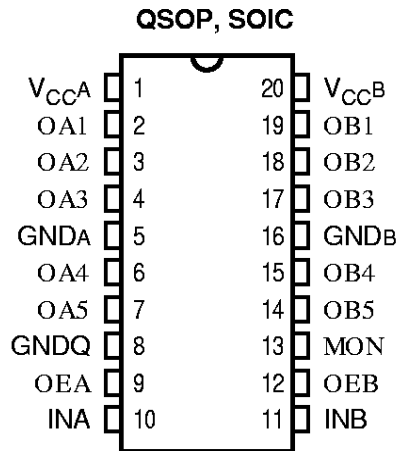 QSOP, SOIC
VCCA 1 20 VCCB
OA1 2 19 OB1
OA2 3 18 OB2
OA3 4 17 OB3
GNDA 5 16 GNDB
OA4 6 15 OB4
OA5 7 14 OB5
GNDQ 8 13 MON
OEA 9 12 OEB
INA 10 11 INB